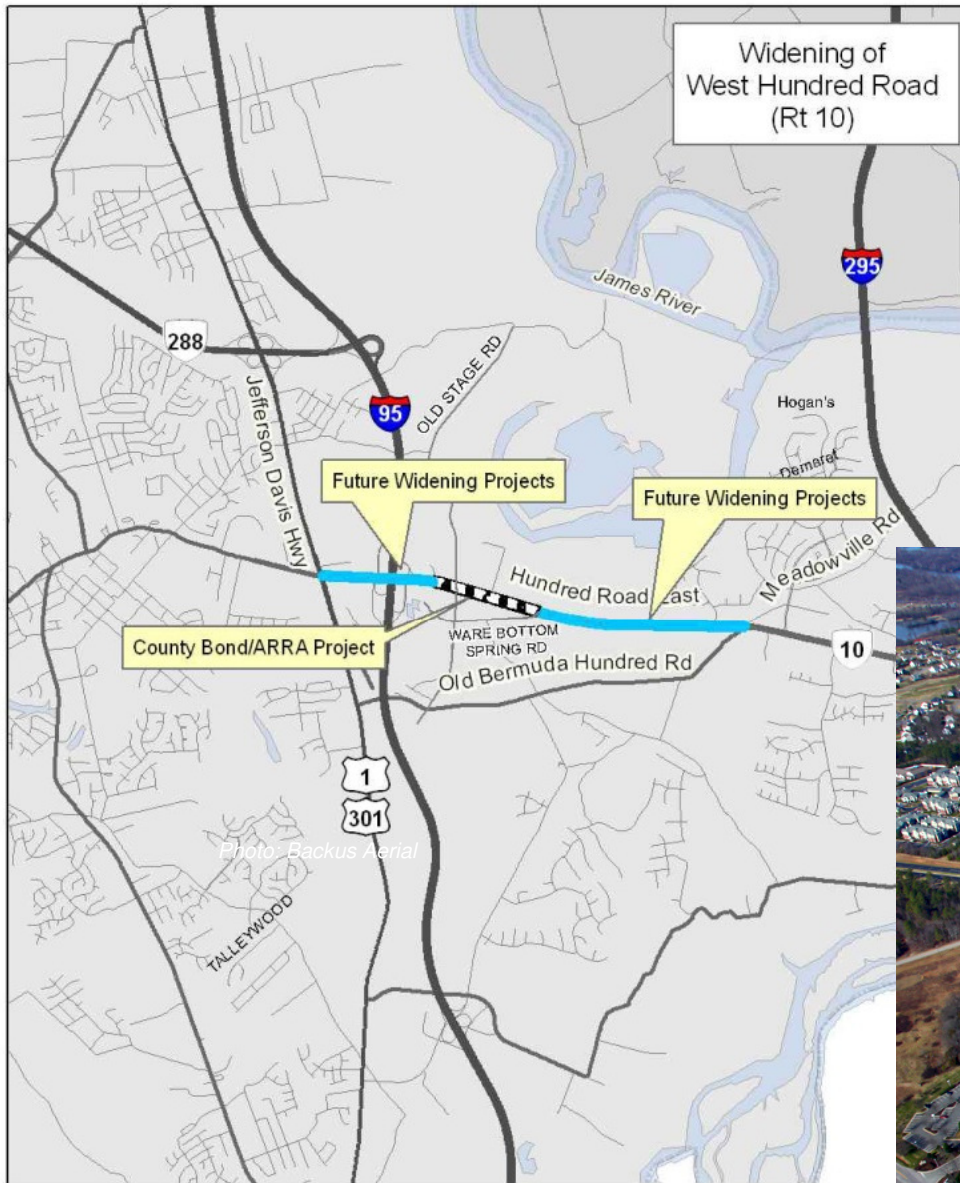 Widening of
West Hundred Road
(Rt 10)
295
James River
288
Jefferson Davis Hwy
95
OLD STAGE RD
Hogan's
Demaret
Future Widening Projects
Future Widening Projects
Meadowville Rd
Hundred Road East
County Bond/ARRA Project
WARE BOTTOM
SPRING RD
10
Old Bermuda Hundred Rd
1
301
Photo: Backus Aerial
TALLEYWOOD